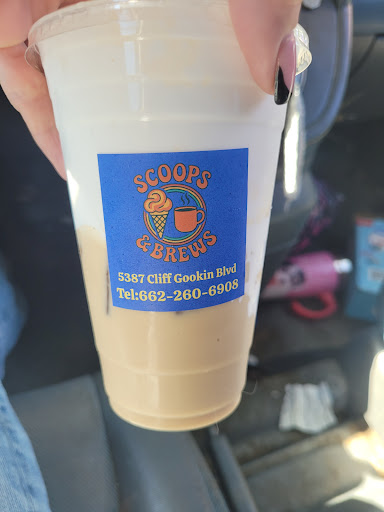 SCOOPS
& BREWS
5387 Cliff Gookin Blvd
Tel:662-260-6908